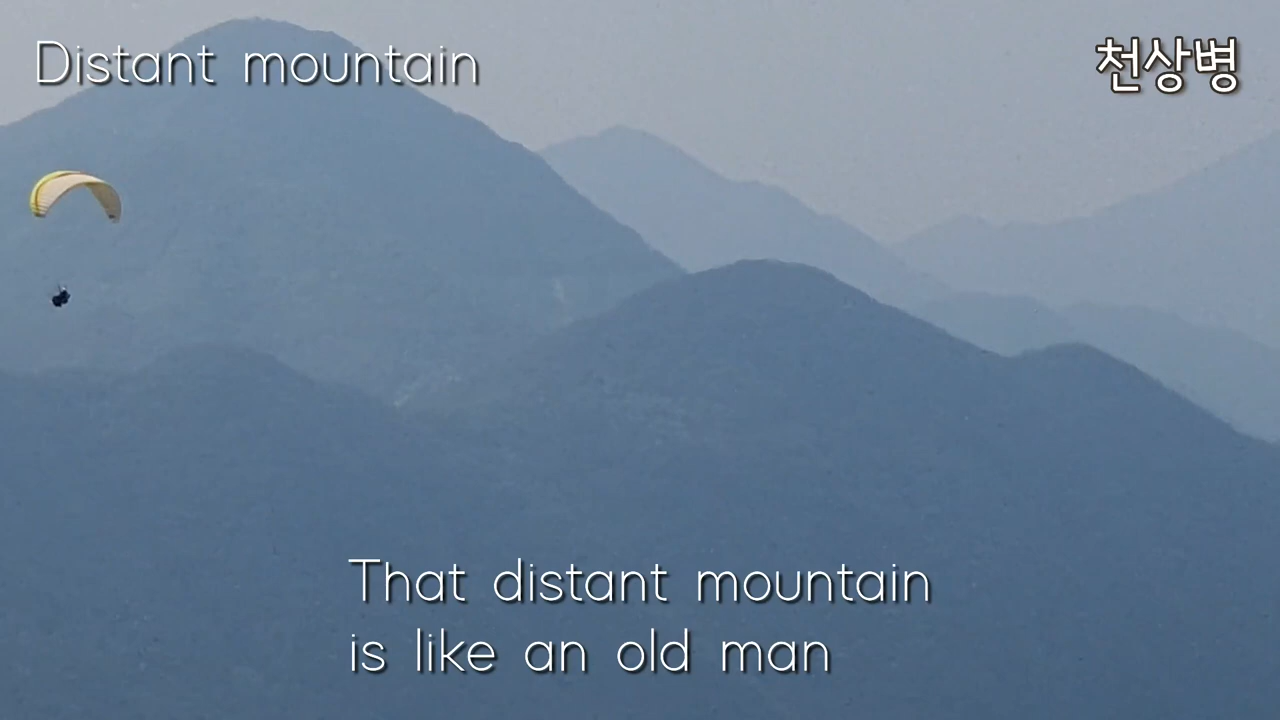 Distant mountain
천상병
That distant mountain
is like an old man